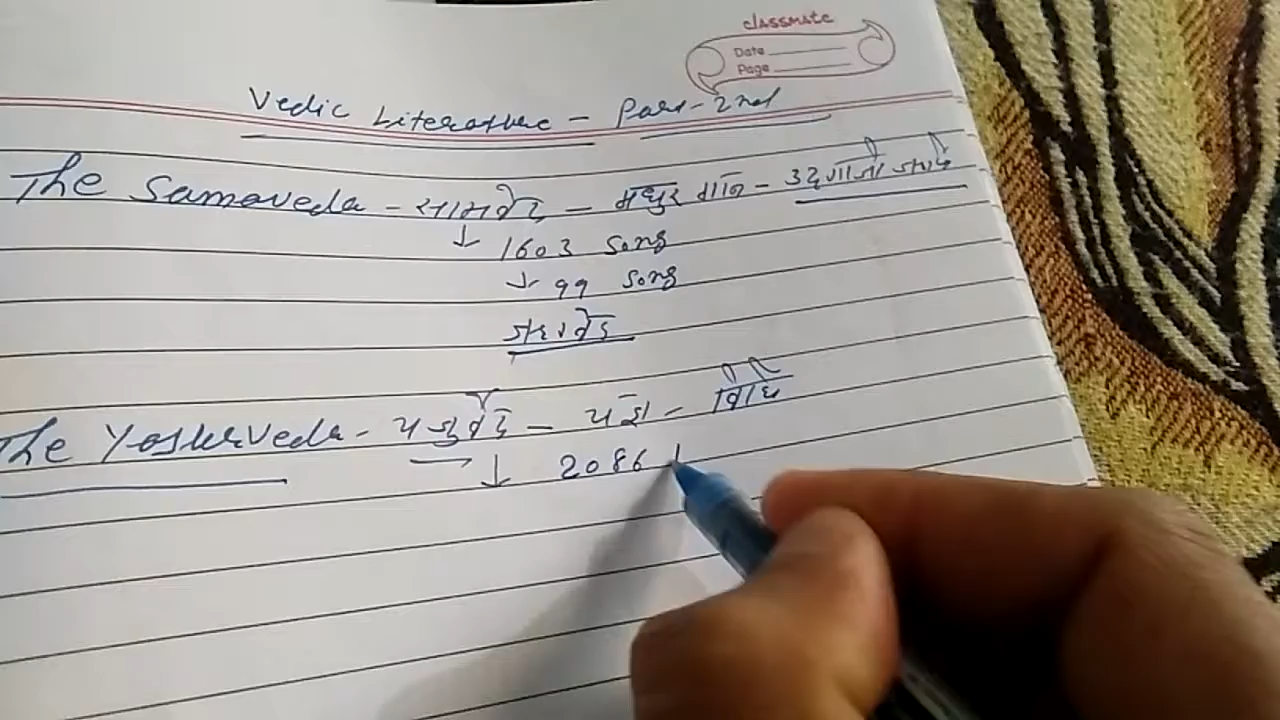 classmate
Date
Page
Vedic Literature - Part-2nd
The Samaveda - सामवेद - मधुर गान - उद्गाता
↓ 1603 song
↓ 99 song
ऋग्वेद
The Yajurveda - यजुर्वेद - यज्ञ - विधि
↓ 2086